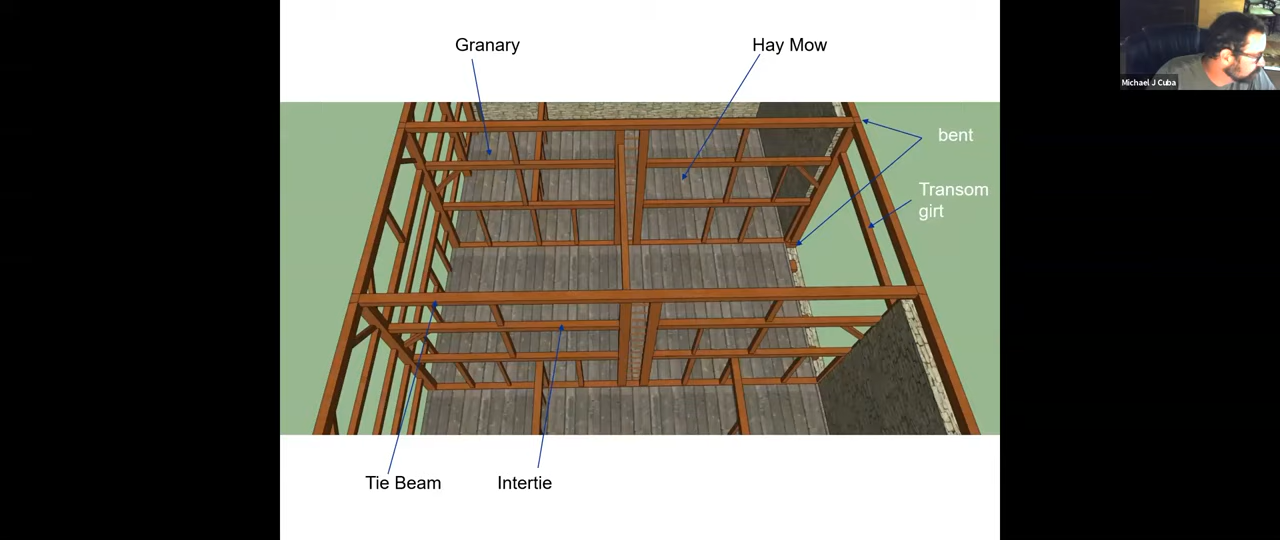 Granary
Hay Mow
Michael J Cuba
bent
Transom
girt
Tie Beam
Intertie